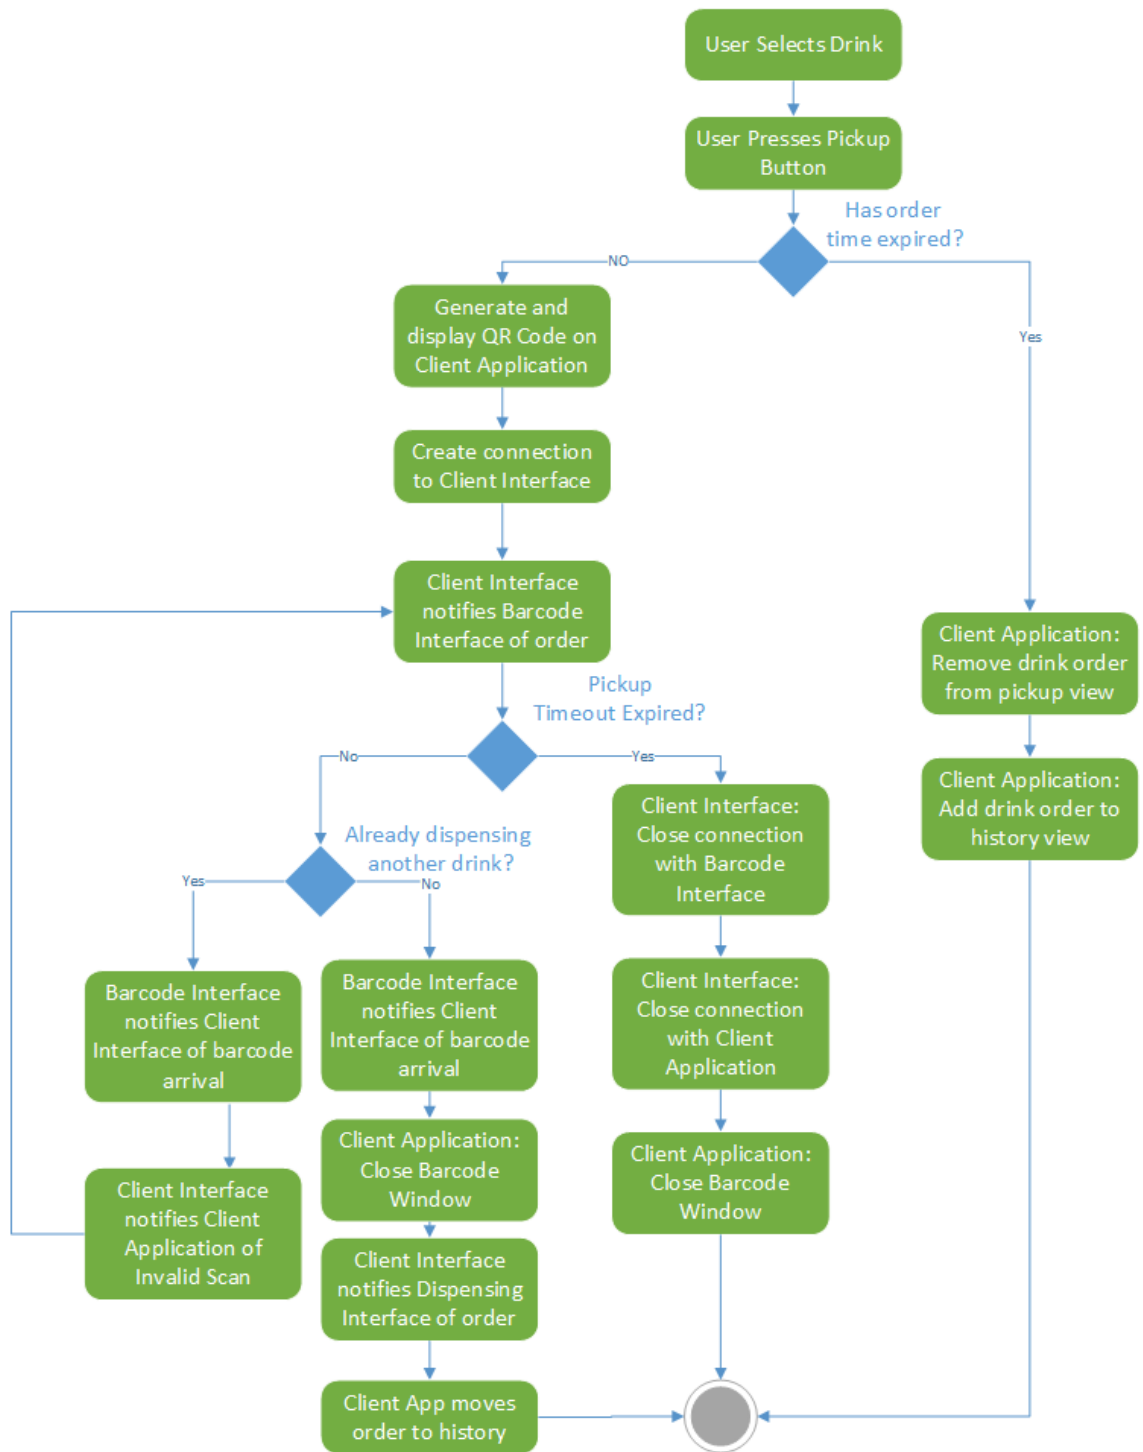 User Selects Drink
User Presses Pickup
Button
Has order
time expired?
NO
Yes
Generate and
display QR Code on
Client Application
Create connection
to Client Interface
Client Interface
notifies Barcode
Interface of order
Client Application:
Remove drink order
from pickup view
Pickup
Timeout Expired?
No
Yes
Client Application:
Add drink order to
history view
Client Interface:
Close connection
with Barcode
Interface
Already dispensing
another drink?
Yes
No
Barcode Interface
notifies Client
Interface of barcode
arrival
Barcode Interface
notifies Client
Interface of barcode
arrival
Client Interface:
Close connection
with Client
Application
Client Application:
Close Barcode
Window
Client Application:
Close Barcode
Window
Client Interface
notifies Client
Application of
Invalid Scan
Client Interface
notifies Dispensing
Interface of order
Client App moves
order to history